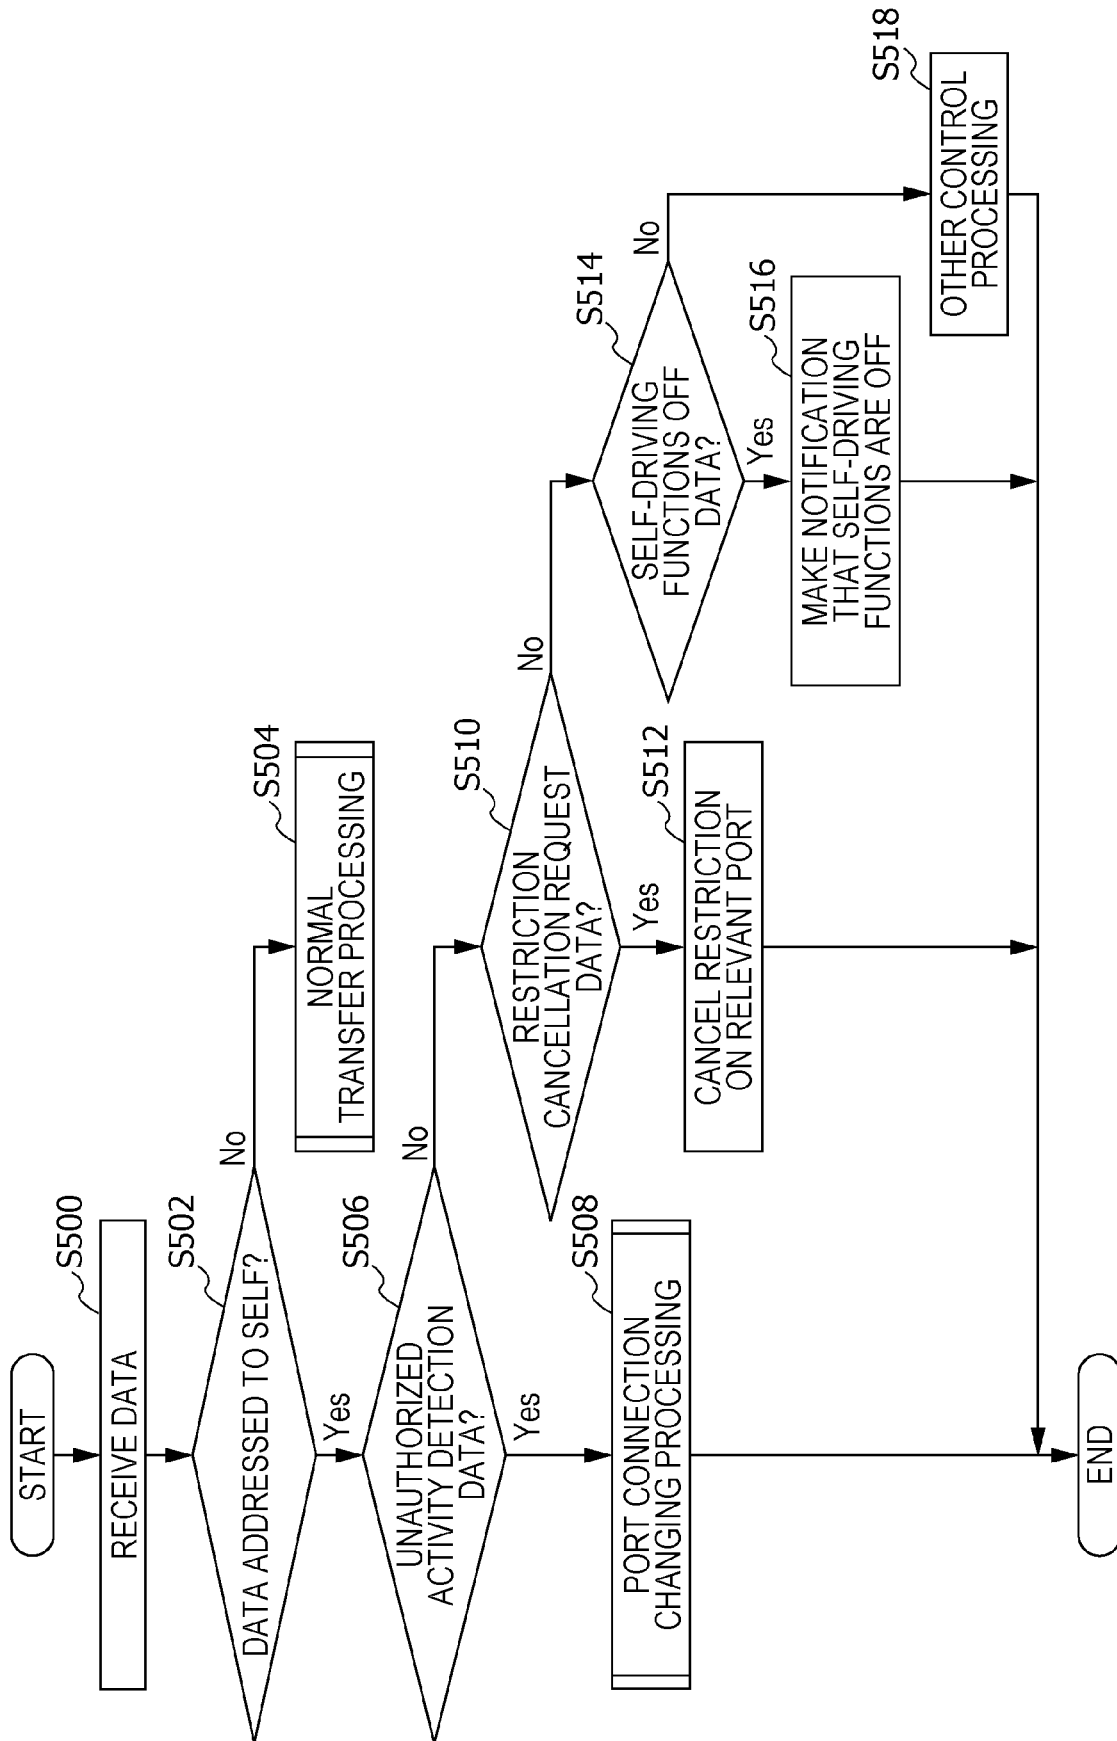 START
S500
RECEIVE DATA
S502
DATA ADDRESSED TO SELF?
No
Yes
S504
NORMAL
TRANSFER PROCESSING
S506
UNAUTHORIZED
ACTIVITY DETECTION
DATA?
No
Yes
S508
PORT CONNECTION
CHANGING PROCESSING
S510
RESTRICTION
CANCELLATION REQUEST
DATA?
No
Yes
S512
CANCEL RESTRICTION
ON RELEVANT PORT
S514
SELF-DRIVING
FUNCTIONS OFF
DATA?
No
Yes
S516
MAKE NOTIFICATION
THAT SELF-DRIVING
FUNCTIONS ARE OFF
S518
OTHER CONTROL
PROCESSING
END